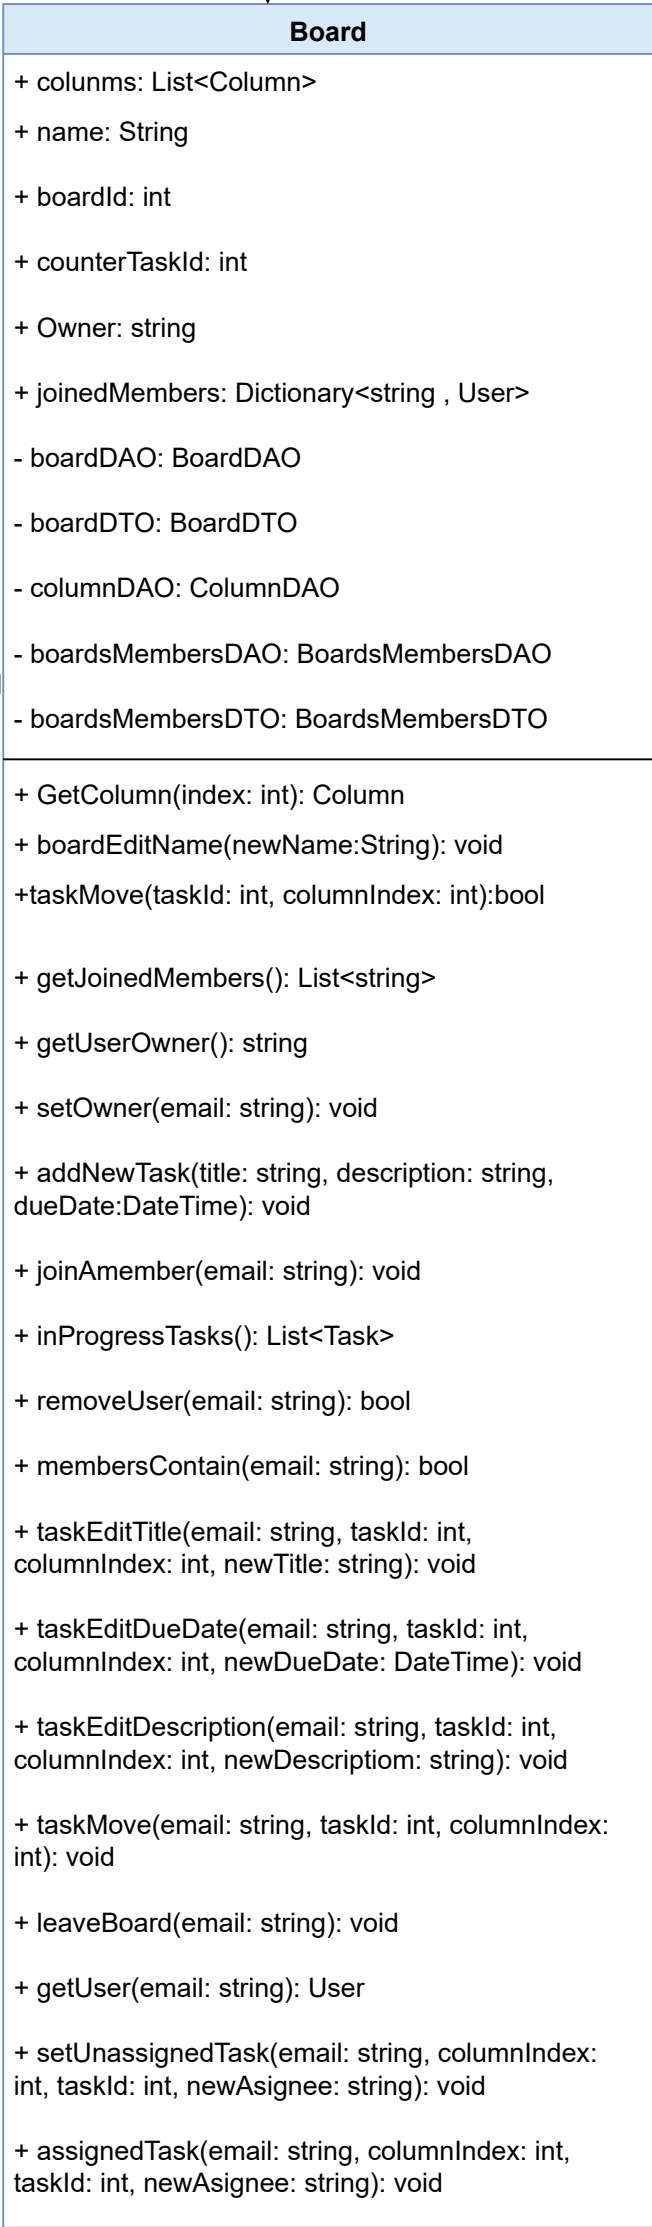 Board
+ colunms: List<Column>
+ name: String
+ boardId: int
+ counterTaskId: int
+ Owner: string
+ joinedMembers: Dictionary<string , User>
- boardDAO: BoardDAO
- boardDTO: BoardDTO
- columnDAO: ColumnDAO
- boardsMembersDAO: BoardsMembersDAO
- boardsMembersDTO: BoardsMembersDTO
+ GetColumn(index: int): Column
+ boardEditName(newName:String): void
+taskMove(taskId: int, columnIndex: int):bool
+ getJoinedMembers(): List<string>
+ getUserOwner(): string
+ setOwner(email: string): void
+ addNewTask(title: string, description: string,
dueDate:DateTime): void
+ joinAmember(email: string): void
+ inProgressTasks(): List<Task>
+ removeUser(email: string): bool
+ membersContain(email: string): bool
+ taskEditTitle(email: string, taskId: int,
columnIndex: int, newTitle: string): void
+ taskEditDueDate(email: string, taskId: int,
columnIndex: int, newDueDate: DateTime): void
+ taskEditDescription(email: string, taskId: int,
columnIndex: int, newDescriptiom: string): void
+ taskMove(email: string, taskId: int, columnIndex:
int): void
+ leaveBoard(email: string): void
+ getUser(email: string): User
+ setUnassignedTask(email: string, columnIndex:
int, taskId: int, newAsignee: string): void
+ assignedTask(email: string, columnIndex: int,
taskId: int, newAsignee: string): void